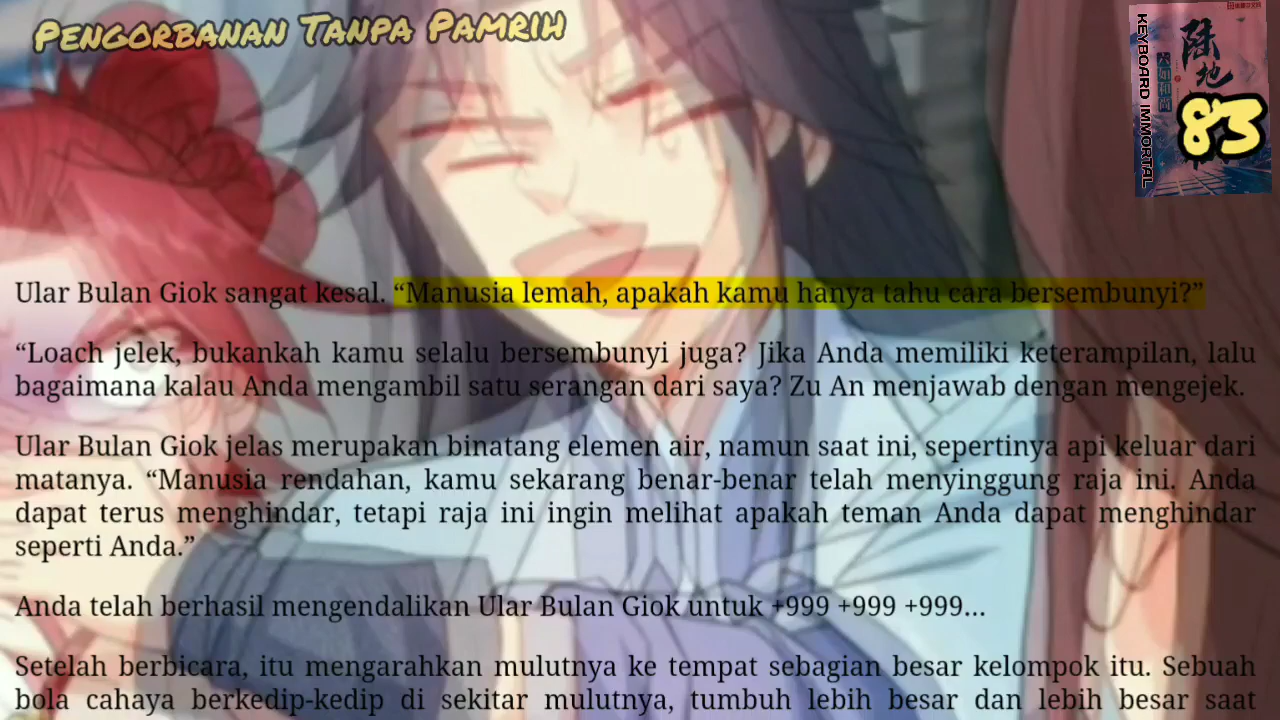 Pengorbanan Tanpa Pamrih
KEYBOARD IMMORTAL
陸地
83
Ular Bulan Giok sangat kesal. “Manusia lemah, apakah kamu hanya tahu cara bersembunyi?”
“Loach jelek, bukankah kamu selalu bersembunyi juga? Jika Anda memiliki keterampilan, lalu
bagaimana kalau Anda mengambil satu serangan dari saya? Zu An menjawab dengan mengejek.
Ular Bulan Giok jelas merupakan binatang elemen air, namun saat ini, sepertinya api keluar dari
matanya. “Manusia rendahan, kamu sekarang benar-benar telah menyinggung raja ini. Anda
dapat terus menghindar, tetapi raja ini ingin melihat apakah teman Anda dapat menghindar
seperti Anda.”
Anda telah berhasil mengendalikan Ular Bulan Giok untuk +999 +999 +999…
Setelah berbicara, itu mengarahkan mulutnya ke tempat sebagian besar kelompok itu. Sebuah
bola cahaya berkedip-kedip di sekitar mulutnya, tumbuh lebih besar dan lebih besar saat